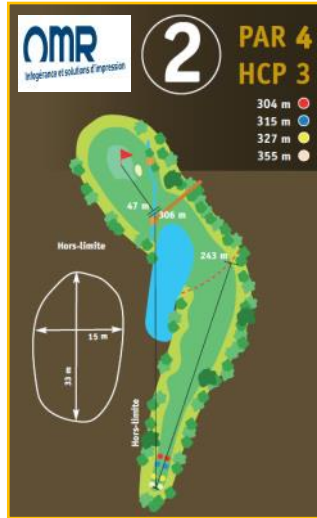 OMR
Infogérance et solutions d'impression
2
PAR 4
HCP 3
304 m
315 m
327 m
355 m
47 m
306 m
Hors-limite
243 m
15 m
33 m
Hors-limite